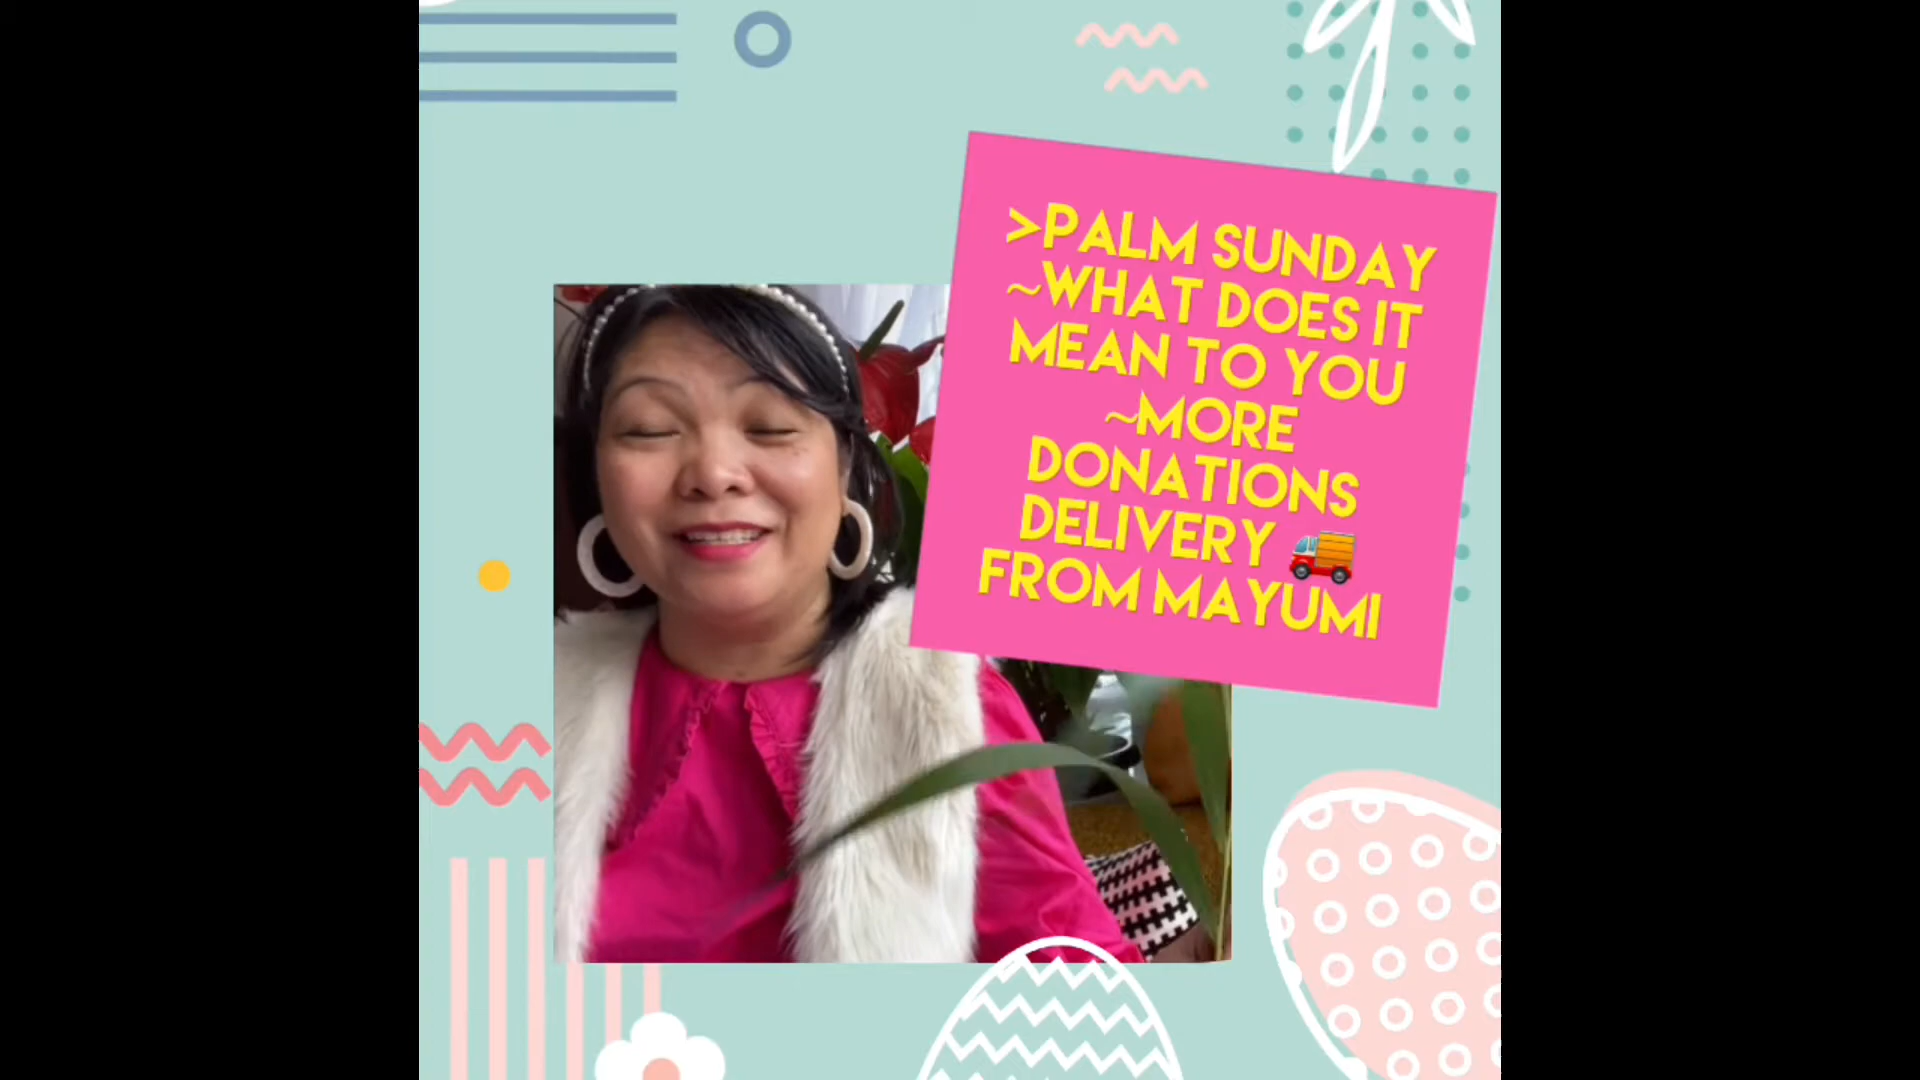 >PALM SUNDAY
~WHAT DOES IT
MEAN TO YOU
~MORE
DONATIONS
DELIVERY 🚚
FROM MAYUMI